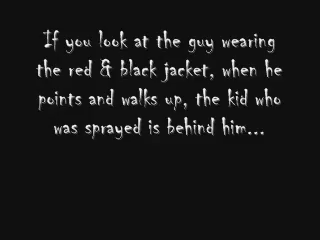 If you look at the guy wearing
the red & black jacket, when he
points and walks up, the kid who
was sprayed is behind him...